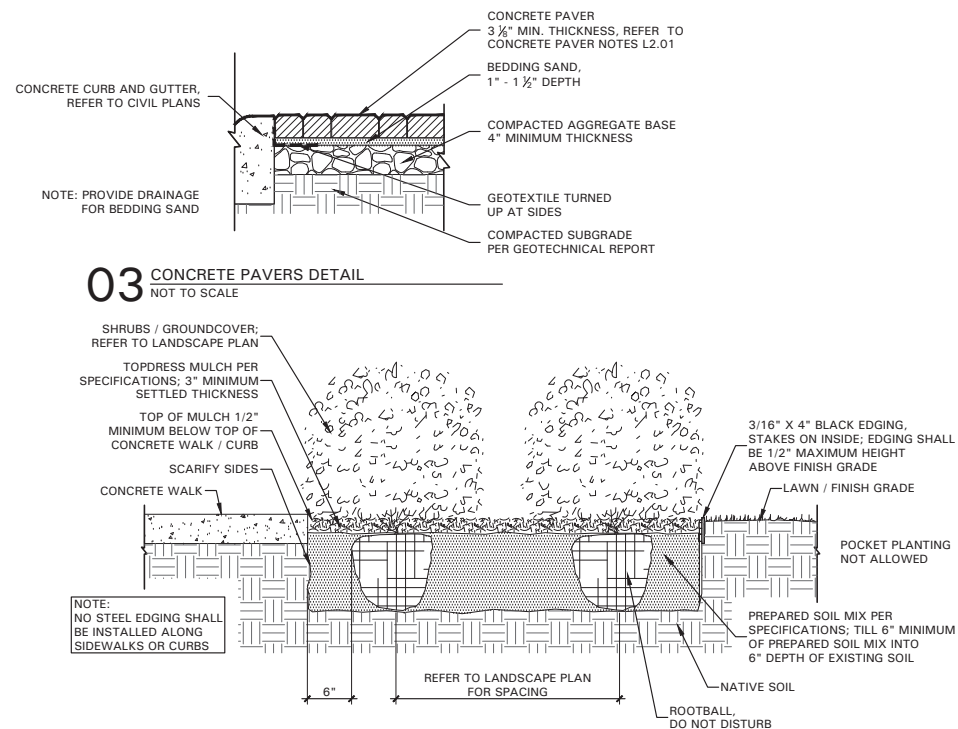 CONCRETE PAVER
3 ⅛" MIN. THICKNESS, REFER TO
CONCRETE PAVER NOTES L2.01
BEDDING SAND,
1" - 1 ½" DEPTH
CONCRETE CURB AND GUTTER,
REFER TO CIVIL PLANS
COMPACTED AGGREGATE BASE
4" MINIMUM THICKNESS
NOTE: PROVIDE DRAINAGE
FOR BEDDING SAND
GEOTEXTILE TURNED
UP AT SIDES
COMPACTED SUBGRADE
PER GEOTECHNICAL REPORT
03 CONCRETE PAVERS DETAIL
NOT TO SCALE
SHRUBS / GROUNDCOVER;
REFER TO LANDSCAPE PLAN
TOPDRESS MULCH PER
SPECIFICATIONS; 3" MINIMUM
SETTLED THICKNESS
TOP OF MULCH 1/2"
MINIMUM BELOW TOP OF
CONCRETE WALK / CURB
SCARIFY SIDES
CONCRETE WALK
3/16" X 4" BLACK EDGING,
STAKES ON INSIDE; EDGING SHALL
BE 1/2" MAXIMUM HEIGHT
ABOVE FINISH GRADE
LAWN / FINISH GRADE
POCKET PLANTING
NOT ALLOWED
NOTE:
NO STEEL EDGING SHALL
BE INSTALLED ALONG
SIDEWALKS OR CURBS
PREPARED SOIL MIX PER
SPECIFICATIONS; TILL 6" MINIMUM
OF PREPARED SOIL MIX INTO
6" DEPTH OF EXISTING SOIL
6"
REFER TO LANDSCAPE PLAN
FOR SPACING
NATIVE SOIL
ROOTBALL,
DO NOT DISTURB